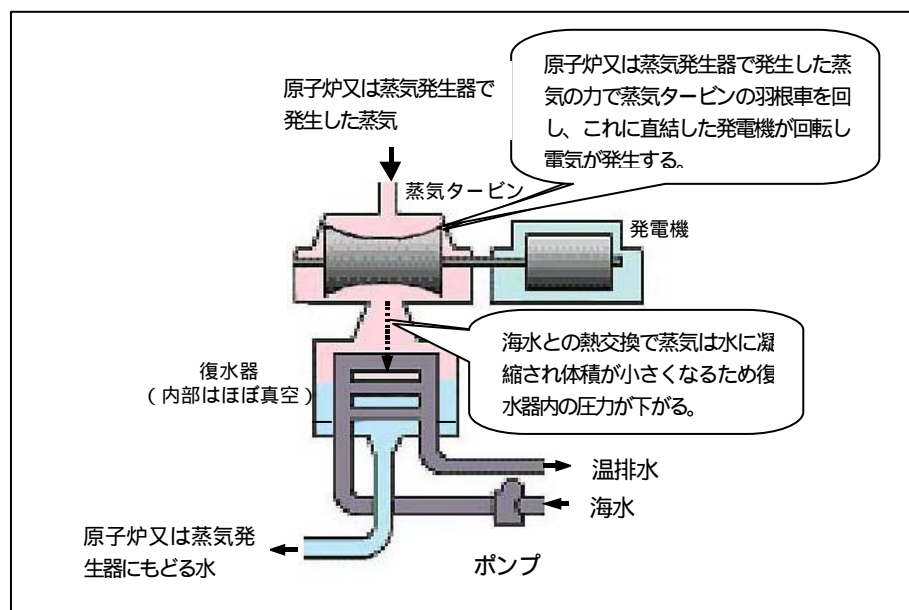 原子炉又は蒸気発生器で
発生した蒸気
原子炉又は蒸気発生器で発生した蒸
気の力で蒸気タービンの羽根車を回
し、これに直結した発電機が回転し
電気が発生する。
蒸気タービン
発電機
海水との熱交換で蒸気は水に凝
縮され体積が小さくなるため復
水器内の圧力が下がる。
復水器
(内部はほぼ真空)
温排水
海水
原子炉又は蒸気発
生器にもどる水
ポンプ